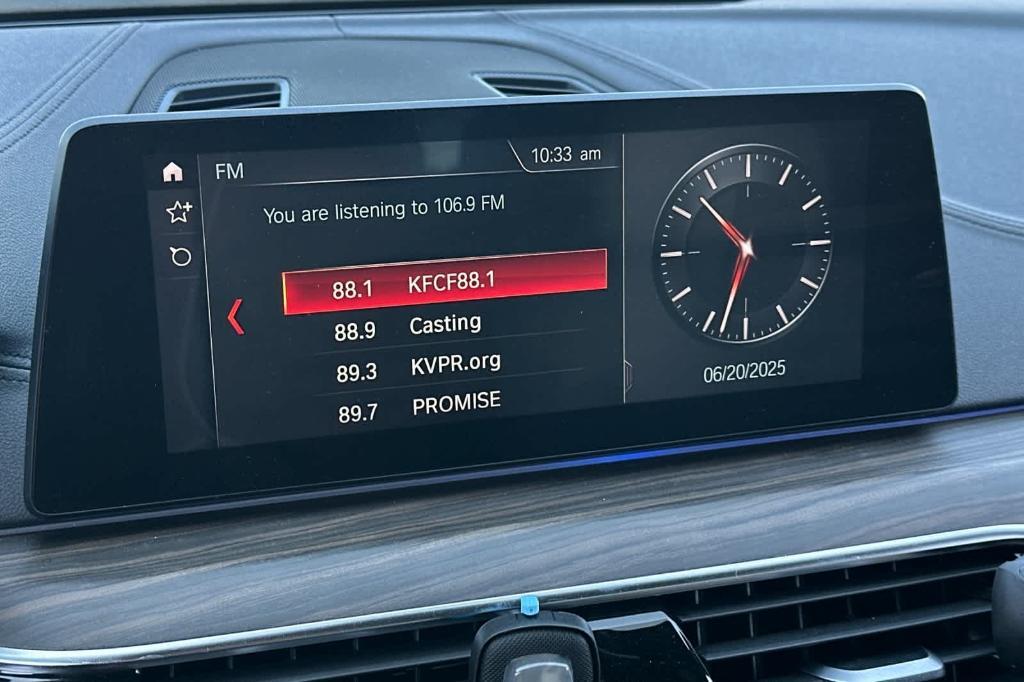 FM
10:33 am
You are listening to 106.9 FM
88.1 KFCF88.1
88.9 Casting
89.3 KVPR.org
89.7 PROMISE
06/20/2025